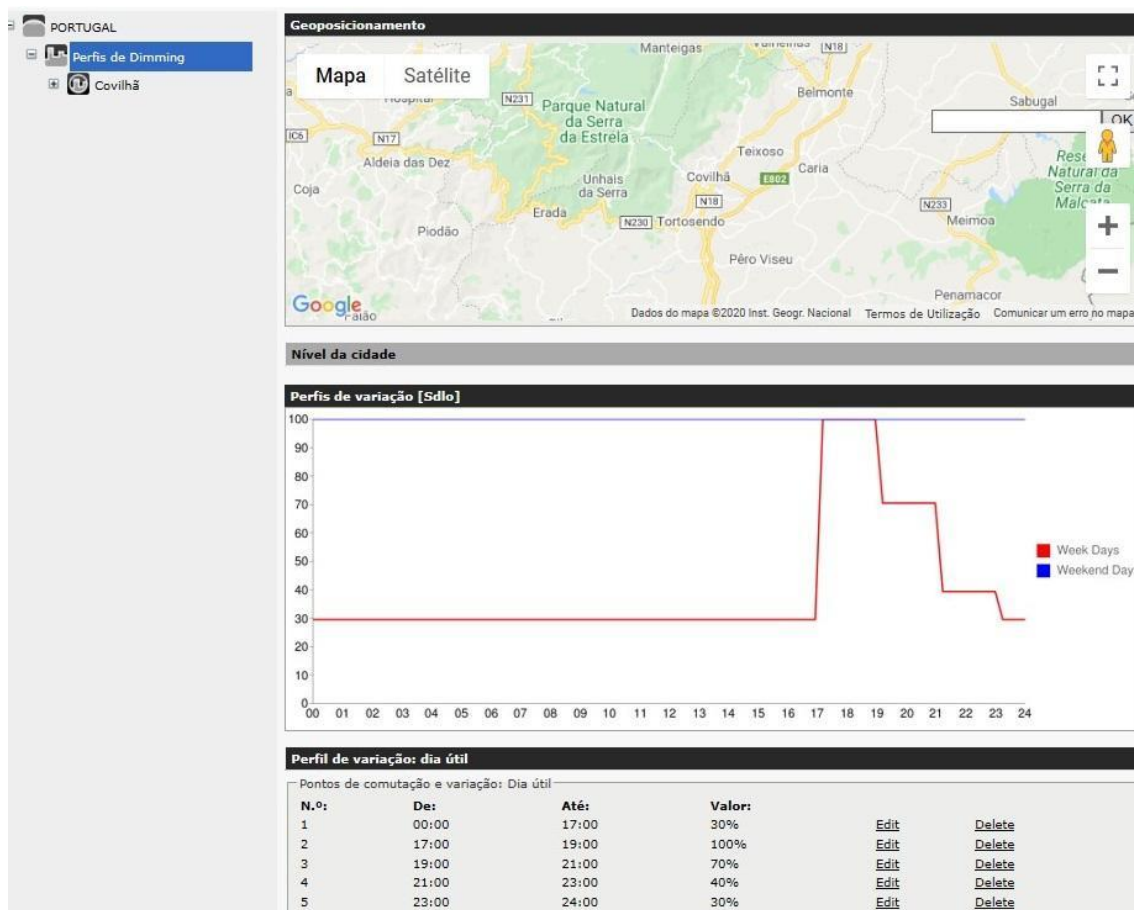 PORTUGAL
Perfis de Dimming
Covilhã
Geoposicionamento
Mapa Satélite
Manteigas
N18
Belmonte
Sabugal
OK
N231
Parque Natural
da Serra
da Estrela
IC6
N17
Aldeia das Dez
Teixoso
Caria
Natural da
Serra da
Coja
Unhais
da Serra
Covilhã
E802
N18
N233
Meimoa
Erada
N230
Tortosendo
Piodão
Pêro Viseu
Penamacor
Google
Dados do mapa ©2020 Inst. Geogr. Nacional Termos de Utilização Comunicar um erro no mapa
Nível da cidade
Perfis de variação [Sdlo]
100
90
80
70
60
50
40
30
20
10
0
Week Days
Weekend Day
00 01 02 03 04 05 06 07 08 09 10 11 12 13 14 15 16 17 18 19 20 21 22 23 24
Perfil de variação: dia útil
Pontos de comutação e variação: Dia útil
N.º: De: Até: Valor:
1 00:00 17:00 30% Edit Delete
2 17:00 19:00 100% Edit Delete
3 19:00 21:00 70% Edit Delete
4 21:00 23:00 40% Edit Delete
5 23:00 24:00 30% Edit Delete